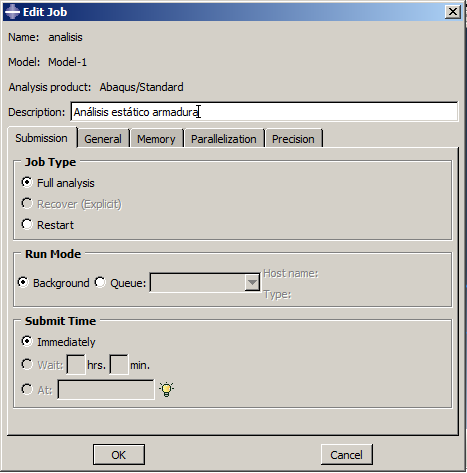 Edit Job
Name: analisis
Model: Model-1
Analysis product: Abaqus/Standard
Description: Análisis estático armadura
Submission General Memory Parallelization Precision
Job Type
Full analysis
Recover (Explicit)
Restart
Run Mode
Background Queue: Host name:
Type:
Submit Time
Immediately
Wait: hrs. min.
At:
OK Cancel